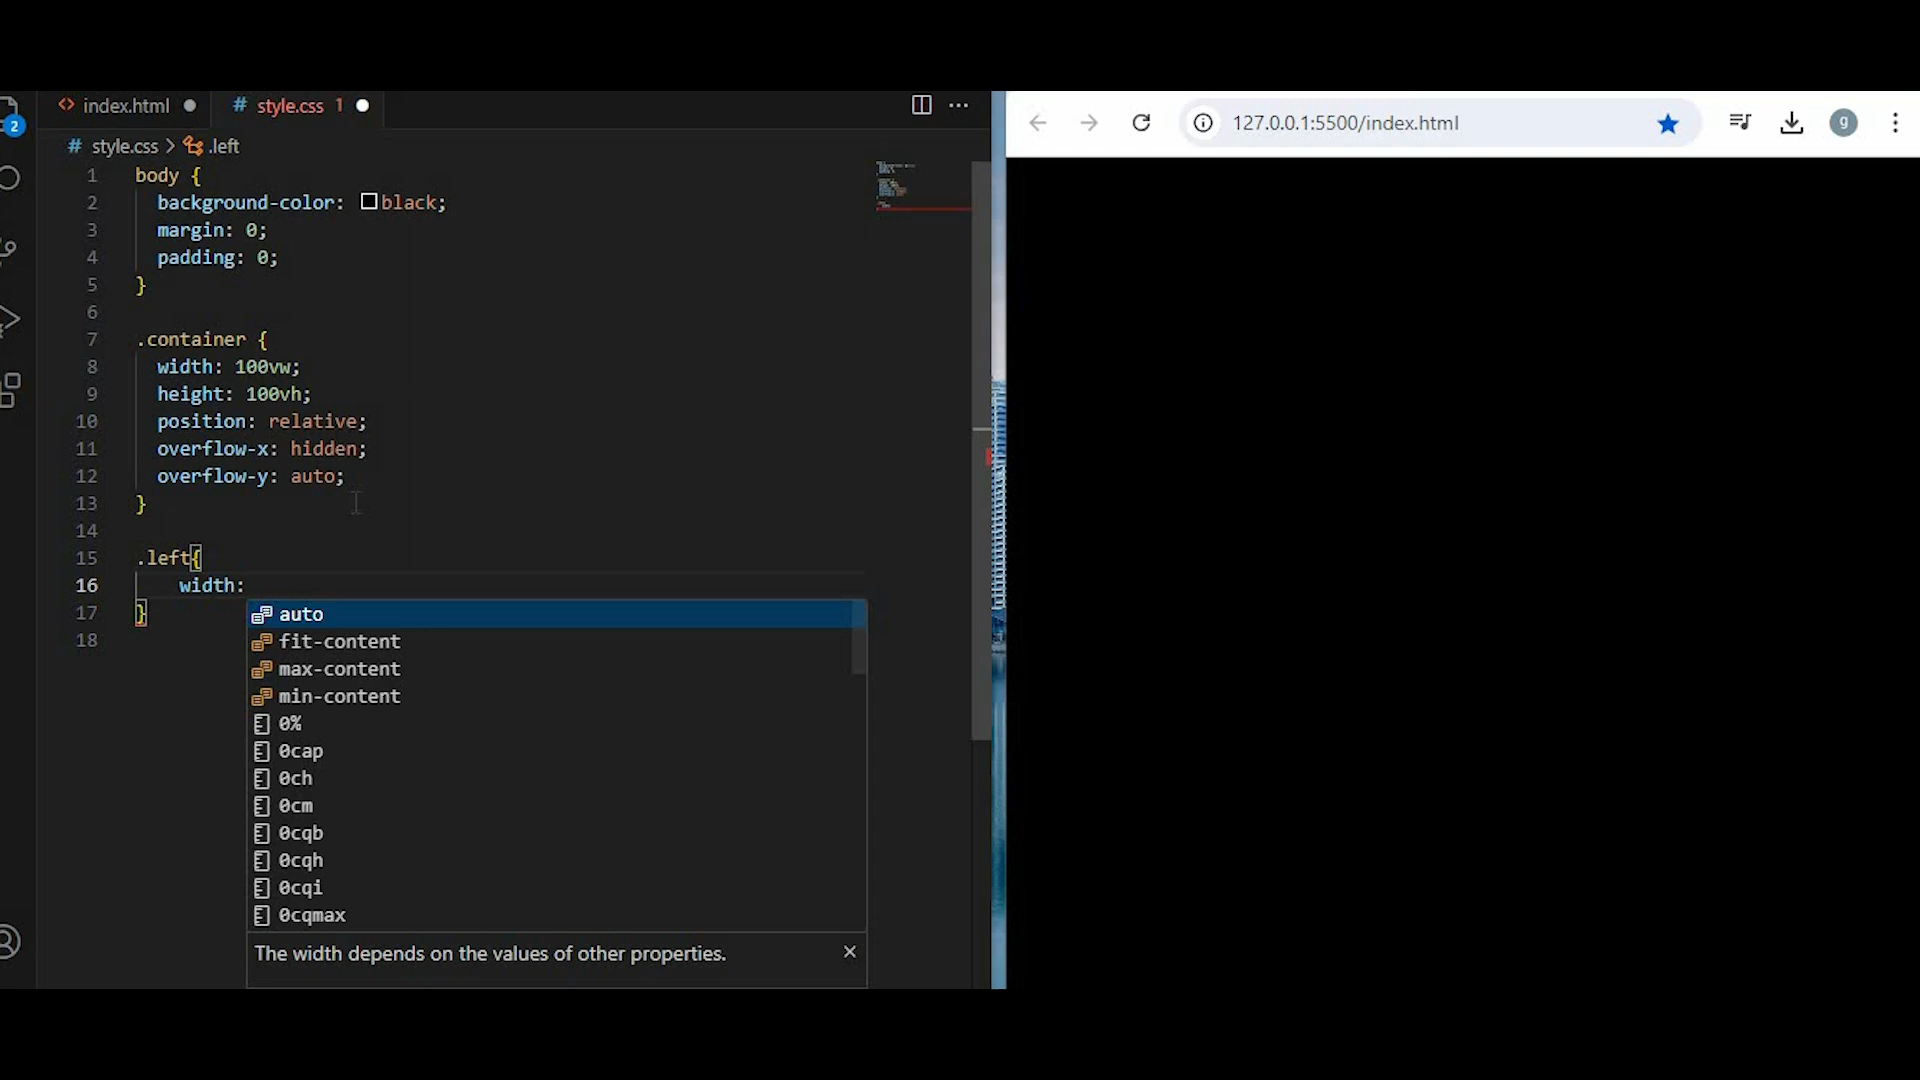 index.html
# style.css 1
# style.css > .left
1 body {
2 background-color: black;
3 margin: 0;
4 padding: 0;
5 }
6
7 .container {
8 width: 100vw;
9 height: 100vh;
10 position: relative;
11 overflow-x: hidden;
12 overflow-y: auto;
13 }
14
15 .left{
16 width:
17 }
18
auto
fit-content
max-content
min-content
0%
0cap
0ch
0cm
0cqb
0cqh
0cqi
0cqmax
The width depends on the values of other properties.
2
127.0.0.1:5500/index.html
g